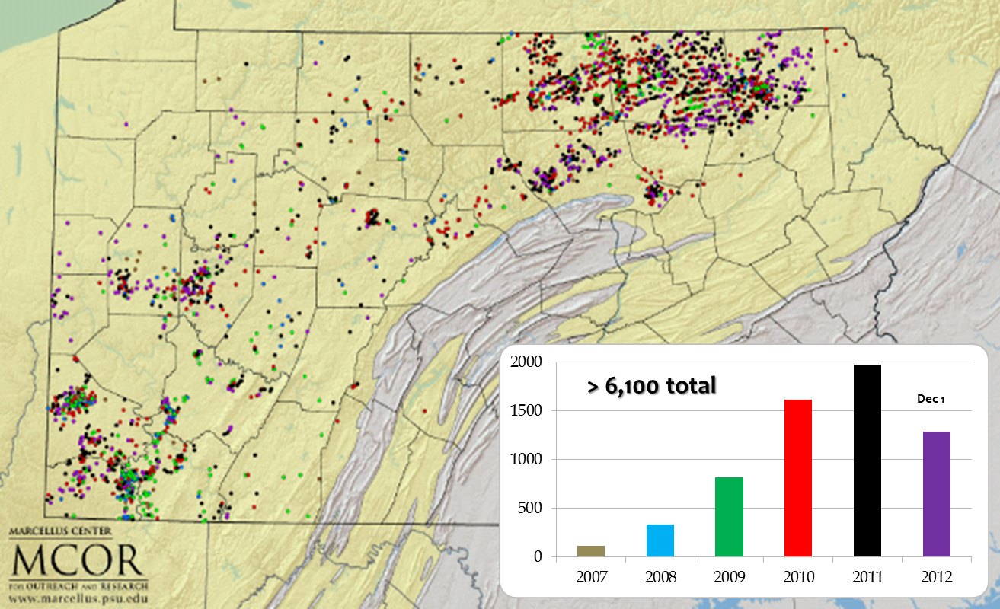 2000
> 6,100 total
Dec 1
1500
1000
500
0
2007 2008 2009 2010 2011 2012
MARCELLUS CENTER
MCOR
FOR OUTREACH AND RESEARCH
www.marcellus.psu.edu